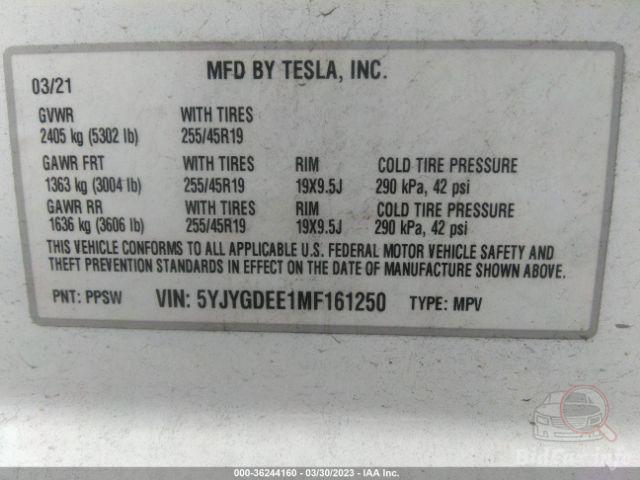 MFD BY TESLA, INC.
03/21
GVWR WITH TIRES
2405 kg (5302 lb) 255/45R19
GAWR FRT WITH TIRES RIM COLD TIRE PRESSURE
1363 kg (3004 lb) 255/45R19 19X9.5J 290 kPa, 42 psi
GAWR RR WITH TIRES RIM COLD TIRE PRESSURE
1636 kg (3606 lb) 255/45R19 19X9.5J 290 kPa, 42 psi
THIS VEHICLE CONFORMS TO ALL APPLICABLE U.S. FEDERAL MOTOR VEHICLE SAFETY AND
THEFT PREVENTION STANDARDS IN EFFECT ON THE DATE OF MANUFACTURE SHOWN ABOVE.
PNT: PPSW VIN: 5YJYGDEE1MF161250 TYPE: MPV
BidFax.info
000-36244160 - 03/30/2023 - IAA Inc.